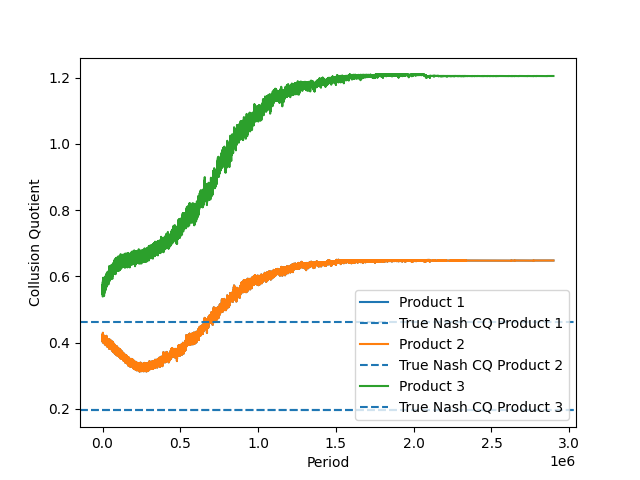 1.2
1.0
0.8
0.6
0.4
0.2
Collusion Quotient
Product 1
True Nash CQ Product 1
Product 2
True Nash CQ Product 2
Product 3
True Nash CQ Product 3
0.0 0.5 1.0 1.5 2.0 2.5 3.0
1e6
Period